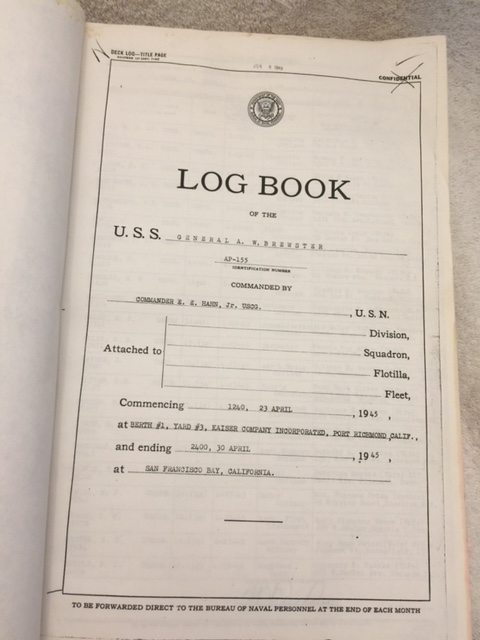 DECK LOG—TITLE PAGE
CONFIDENTIAL
LOG BOOK
OF THE
U. S. S. GENERAL A. W. BREWSTER
AP-155
IDENTIFICATION NUMBER
COMMANDED BY
COMMANDER E. E. HAHN, Jr. USCG. , U. S. N.
Attached to
Division,
Squadron,
Flotilla,
Fleet,
Commencing 1240, 23 APRIL , 1945 ,
at BERTH #1, YARD #3, KAISER COMPANY INCORPORATED, PORT RICHMOND, CALIF. ,
and ending 2400, 30 APRIL , 1945 ,
at SAN FRANCISCO BAY, CALIFORNIA.
TO BE FORWARDED DIRECT TO THE BUREAU OF NAVAL PERSONNEL AT THE END OF EACH MONTH